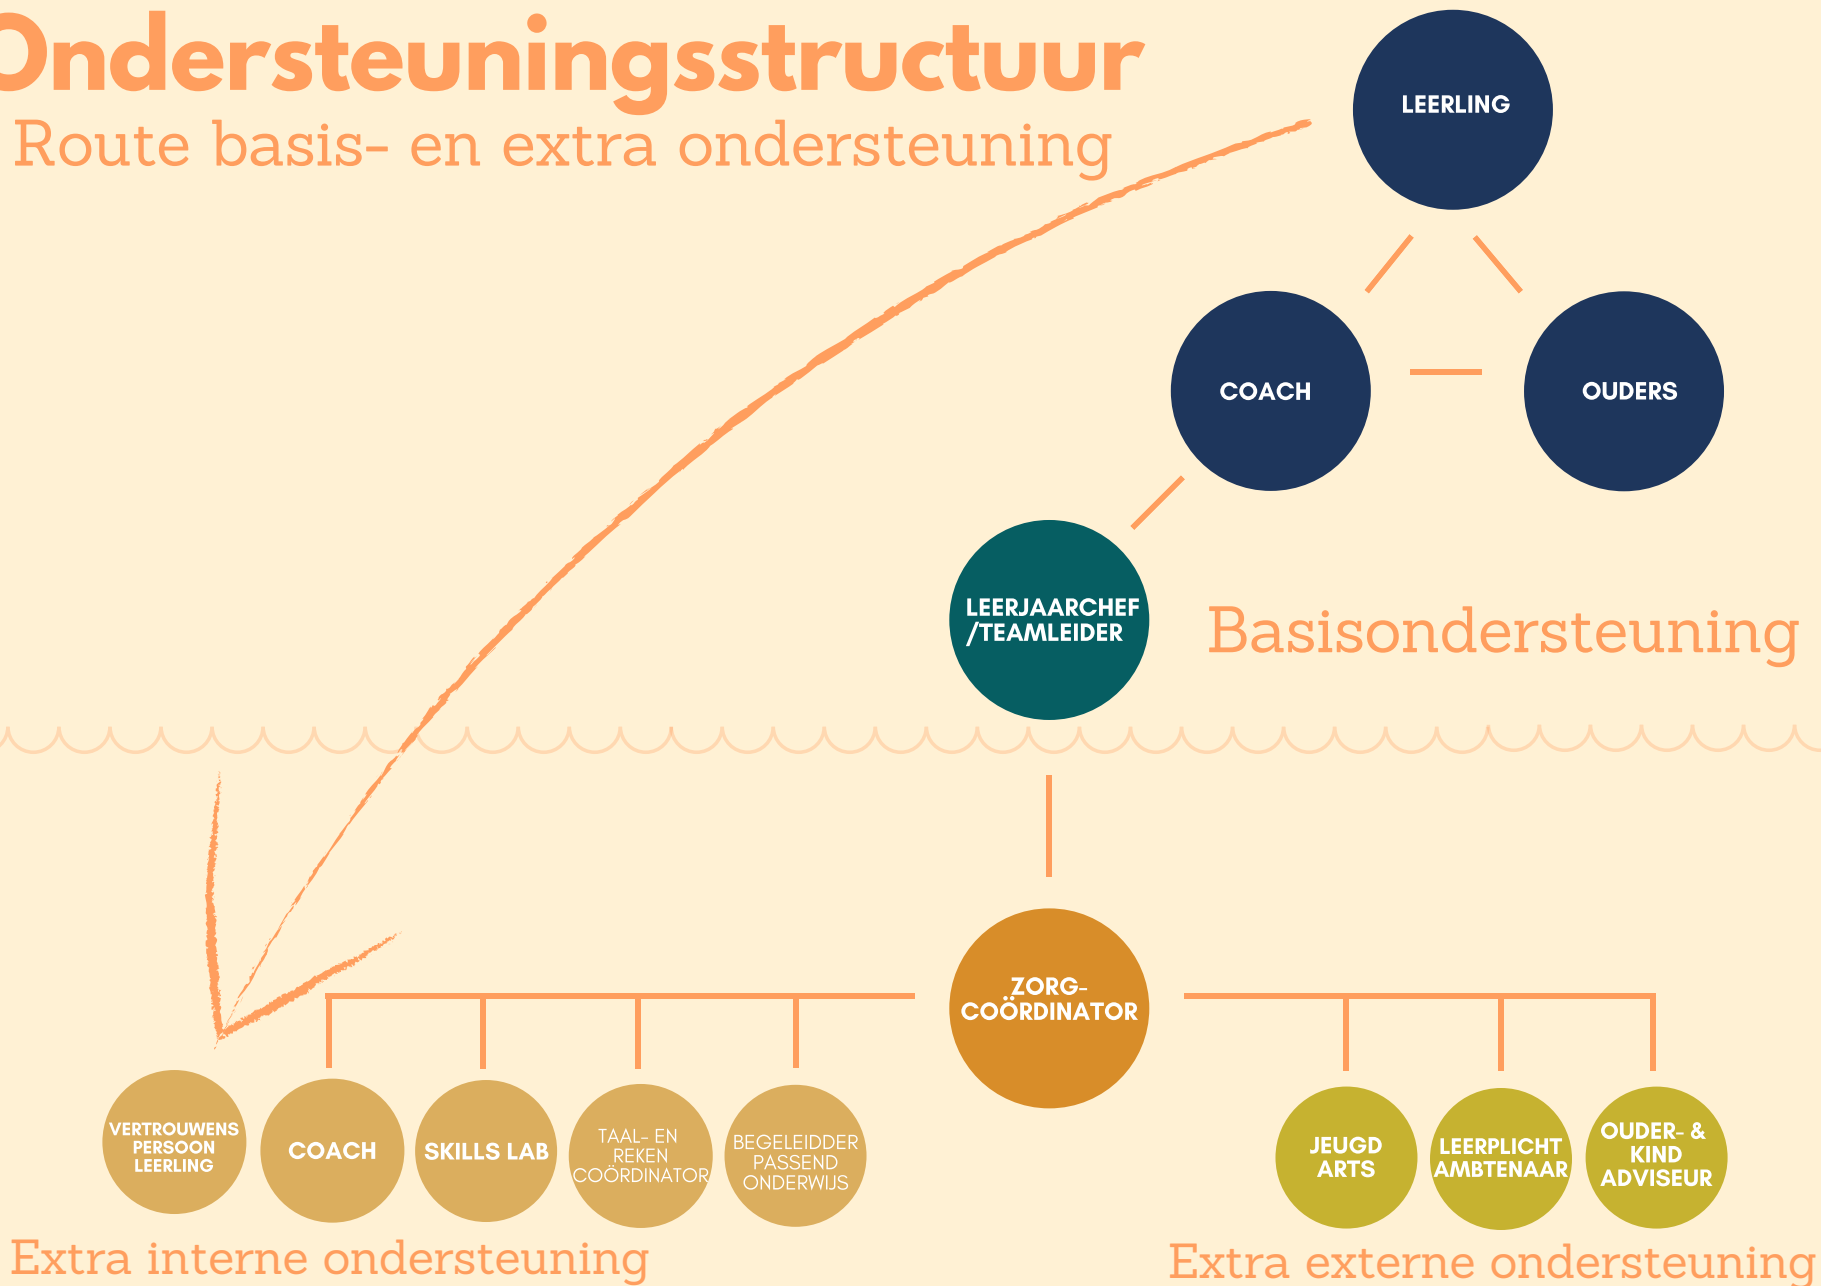 Ondersteuningsstructuur
Route basis- en extra ondersteuning
LEERLING
COACH
OUDERS
LEERJAARCHEF
/TEAMLEIDER
Basisondersteuning
ZORG-
COÖRDINATOR
VERTROUWENS
PERSOON
LEERLING
COACH
SKILLS LAB
TAAL- EN
REKEN
COÖRDINATOR
BEGELEIDDER
PASSEND
ONDERWIJS
JEUGD
ARTS
LEERPLICHT
AMBTENAAR
OUDER- &
KIND
ADVISEUR
Extra interne ondersteuning
Extra externe ondersteuning